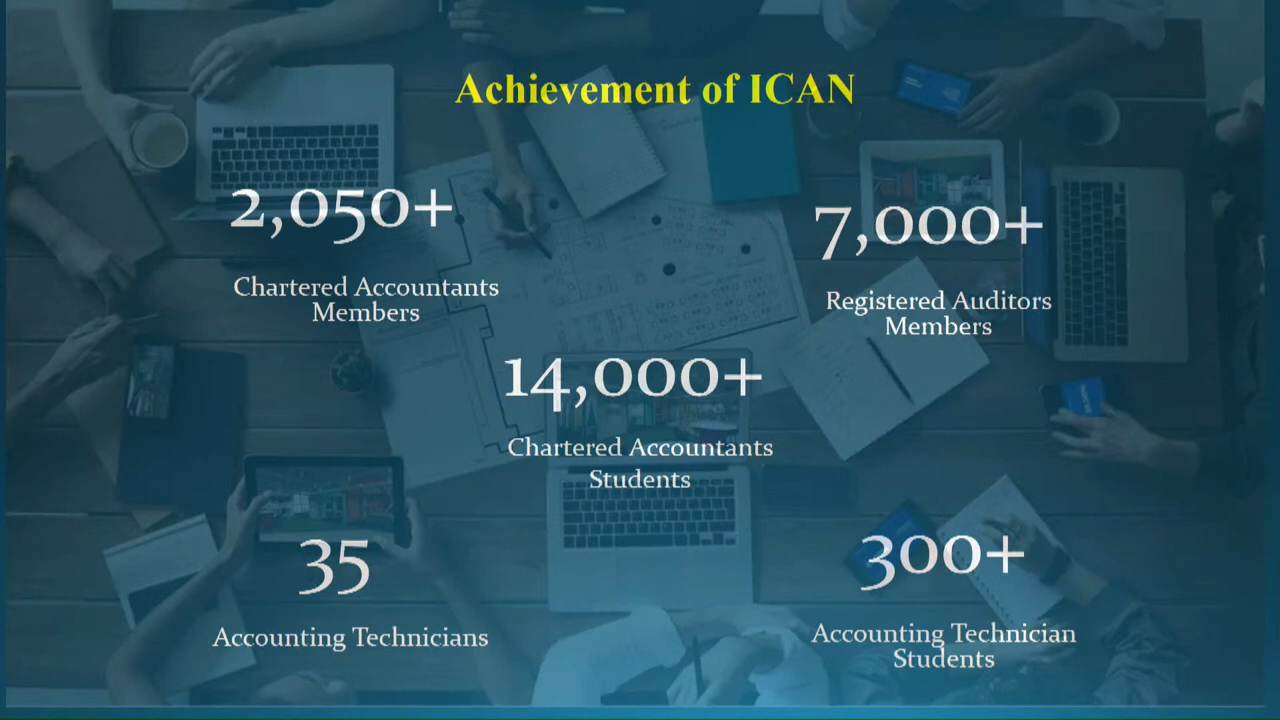 Achievement of ICAN
2,050+
Chartered Accountants
Members
7,000+
Registered Auditors
Members
14,000+
Chartered Accountants
Students
35
Accounting Technicians
300+
Accounting Technician
Students